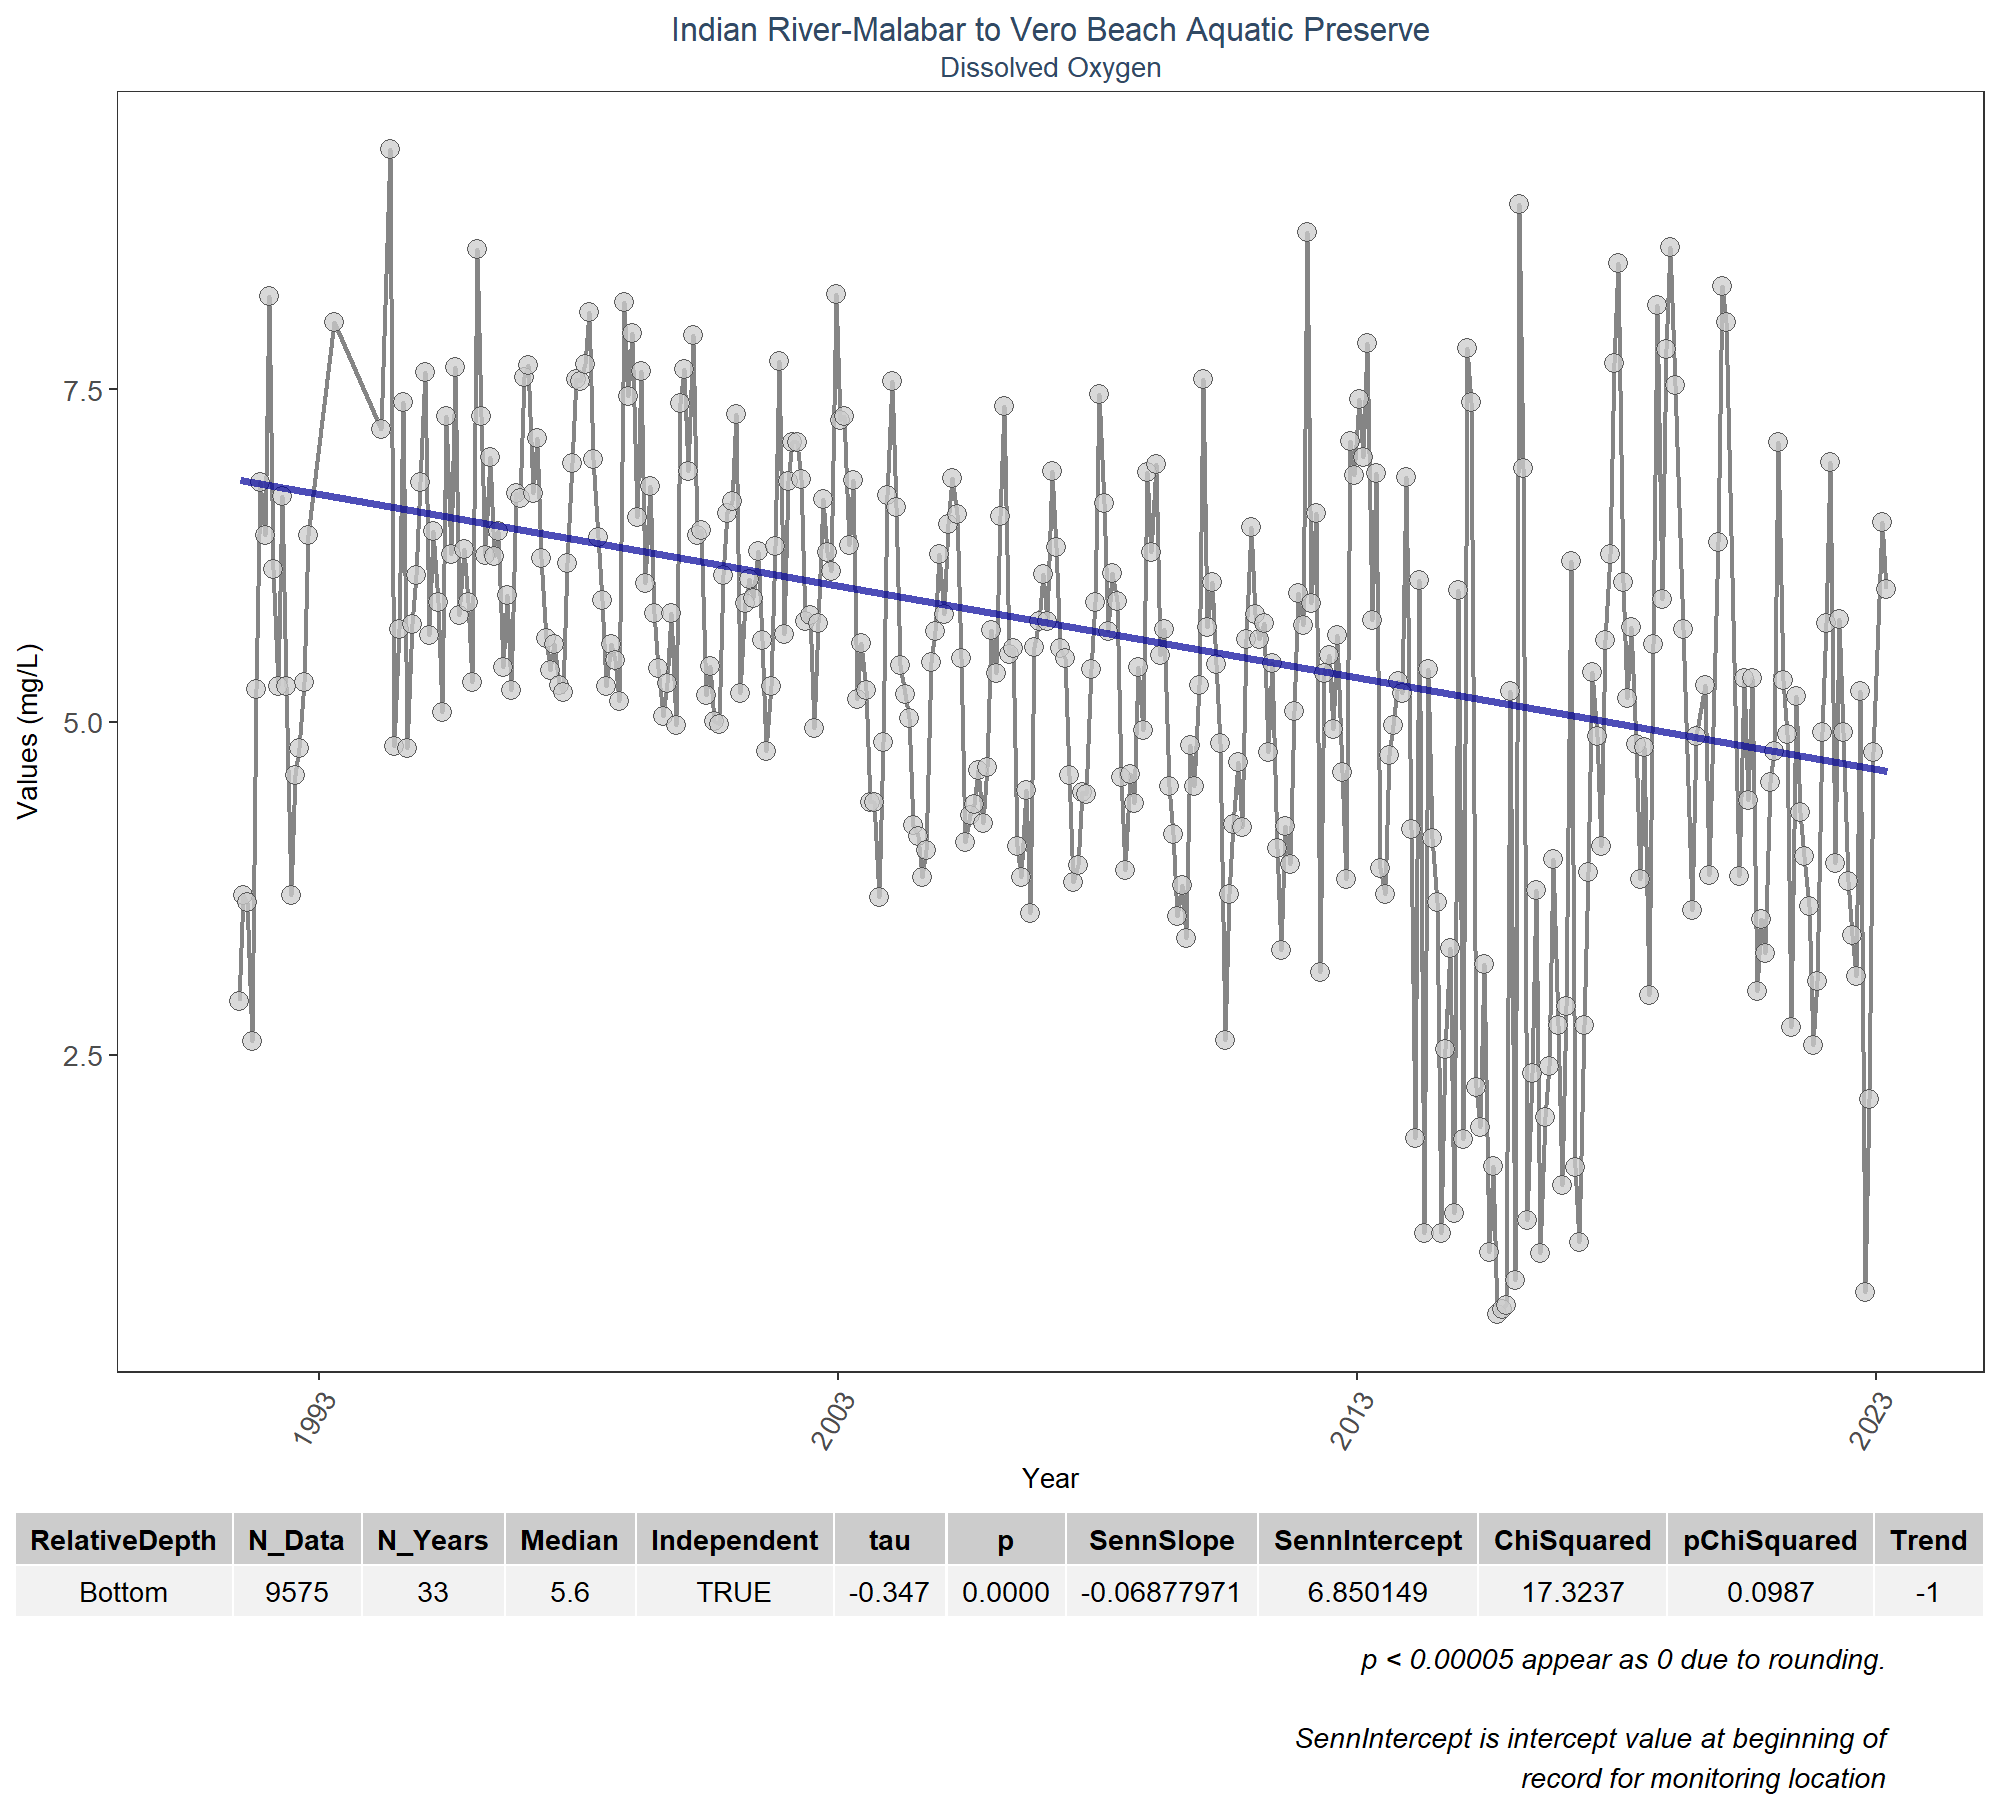 Indian River-Malabar to Vero Beach Aquatic Preserve
Dissolved Oxygen
Values (mg/L)
7.5
5.0
2.5
1993
2003
2013
2023
Year
RelativeDepth N_Data N_Years Median Independent tau p SennSlope SennIntercept ChiSquared pChiSquared Trend
Bottom 9575 33 5.6 TRUE -0.347 0.0000 -0.06877971 6.850149 17.3237 0.0987 -1
p < 0.00005 appear as 0 due to rounding.
SennIntercept is intercept value at beginning of
record for monitoring location